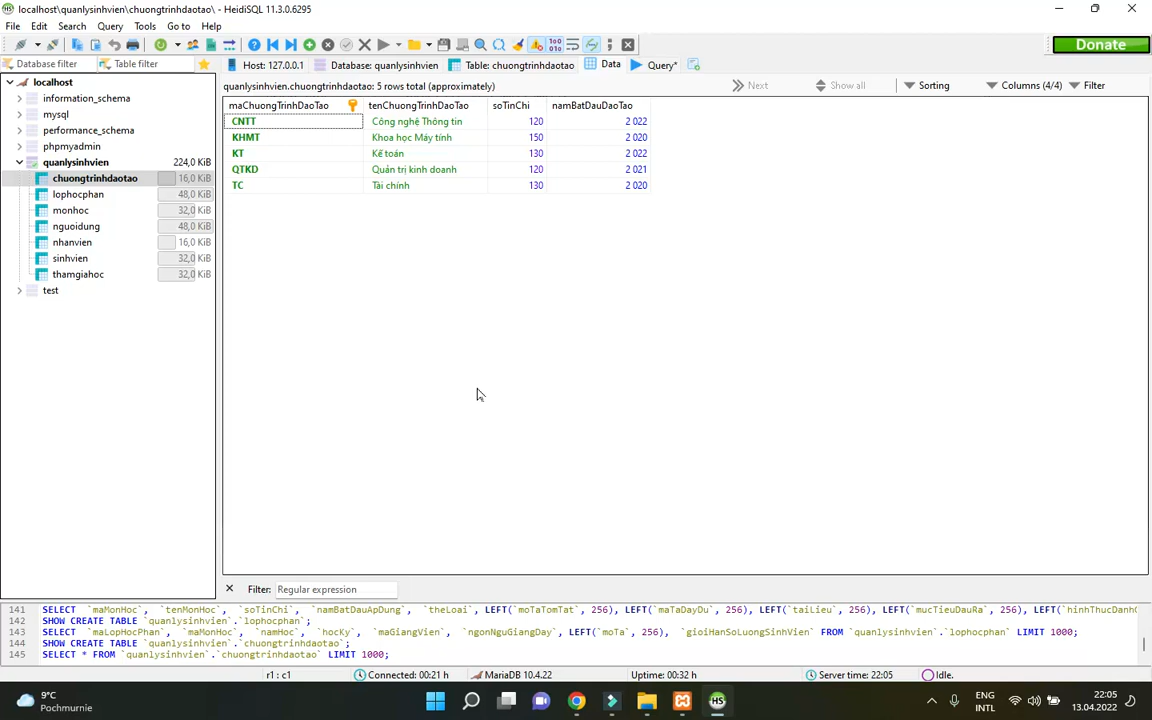 localhost\quanlysinhvien\chuongtrinhdaotao\ - HeidiSQL 11.3.0.6295
File Edit Search Query Tools Go to Help
Donate
Database filter Table filter Host: 127.0.0.1 Database: quanlysinhvien Table: chuongtrinhdaotao Data Query*
localhost
information_schema
mysql
performance_schema
phpmyadmin
quanlysinhvien 224,0 KiB
chuongtrinhdaotao 16,0 KiB
lophocphan 48,0 KiB
monhoc 32,0 KiB
nguoidung 48,0 KiB
nhanvien 16,0 KiB
sinhvien 32,0 KiB
thamgiahoc 32,0 KiB
test
quanlysinhvien.chuongtrinhdaotao: 5 rows total (approximately) Next Show all Sorting Columns (4/4) Filter
maChuongTrinhDaoTao tenChuongTrinhDaoTao soTinChi namBatDauDaoTao
CNTT Công nghệ Thông tin 120 2 022
KHMT Khoa học Máy tính 150 2 020
KT Kế toán 130 2 022
QTKD Quản trị kinh doanh 120 2 021
TC Tài chính 130 2 020
Filter: Regular expression
141 SELECT `maMonHoc`, `tenMonHoc`, `soTinChi`, `namBatDauApDung`, `theLoai`, LEFT(`moTaTomTat`, 256), LEFT(`maTaDayDu`, 256), LEFT(`taiLieu`, 256), LEFT(`mucTieuDauRa`, 256), LEFT(`hinhThucDanhG
142 SHOW CREATE TABLE `quanlysinhvien`.`lophocphan`;
143 SELECT `maLopHocPhan`, `maMonHoc`, `namHoc`, `hocKy`, `maGiangVien`, `ngonNguGiangDay`, LEFT(`moTa`, 256), `gioiHanSoLuongSinhVien` FROM `quanlysinhvien`.`lophocphan` LIMIT 1000;
144 SHOW CREATE TABLE `quanlysinhvien`.`chuongtrinhdaotao`;
145 SELECT * FROM `quanlysinhvien`.`chuongtrinhdaotao` LIMIT 1000;
r1 : c1 Connected: 00:21 h MariaDB 10.4.22 Uptime: 00:32 h Server time: 22:05 Idle.
9°C
Pochmurnie
ENG
INTL
22:05
13.04.2022